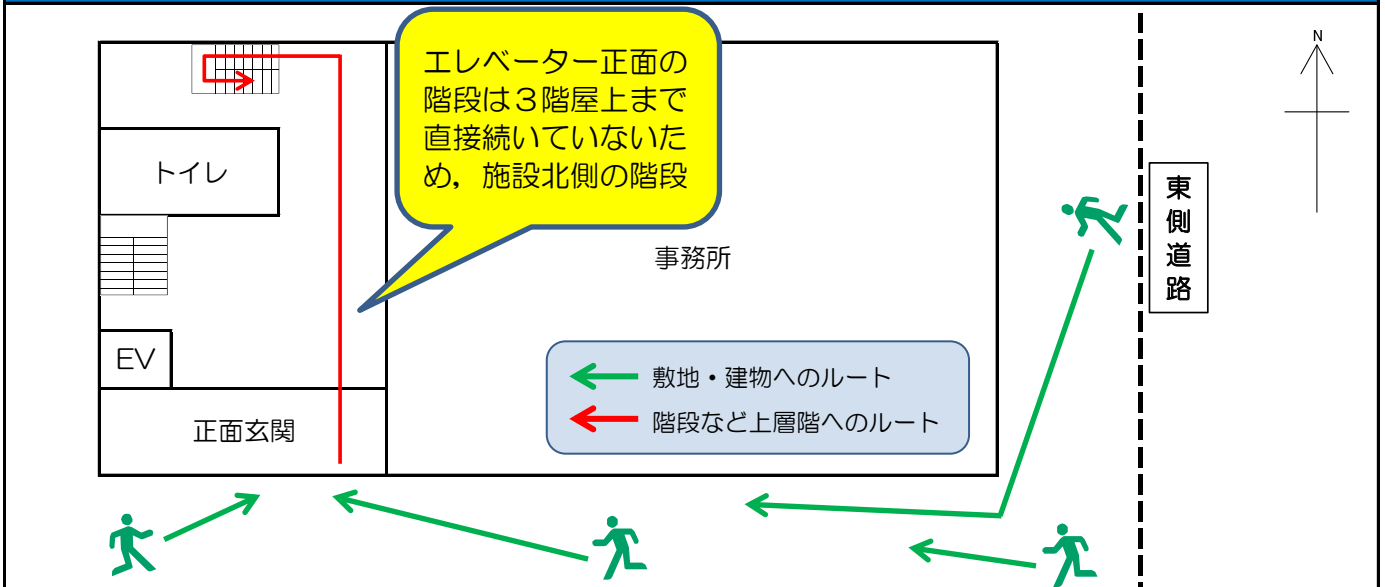 N
エレベーター正面の
階段は３階屋上まで
直接続いていないた
め，施設北側の階段
トイレ
東側道路
事務所
EV
敷地・建物へのルート
階段など上層階へのルート
正面玄関